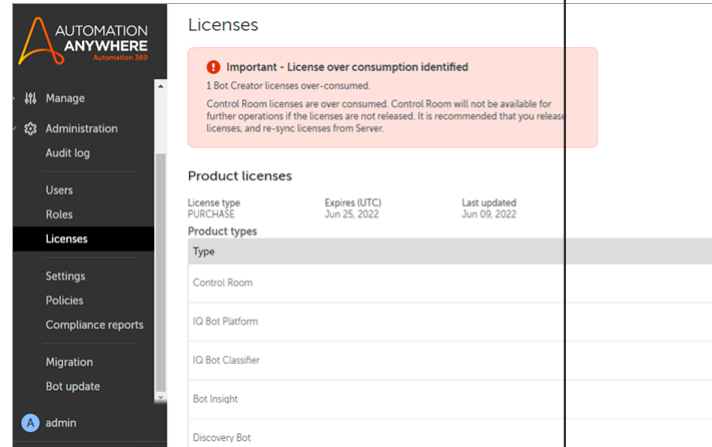 AUTOMATION
ANYWHERE
Automation 360
Manage
Administration
Audit log
Users
Roles
Licenses
Settings
Policies
Compliance reports
Migration
Bot update
A admin
Licenses
Important - License over consumption identified
1 Bot Creator licenses over-consumed.
Control Room licenses are over consumed. Control Room will not be available for
further operations if the licenses are not released. It is recommended that you release
licenses, and re-sync licenses from Server.
Product licenses
License type Expires (UTC) Last updated
PURCHASE Jun 25, 2022 Jun 09, 2022
Product types
Type
Control Room
IQ Bot Platform
IQ Bot Classifier
Bot Insight
Discovery Bot